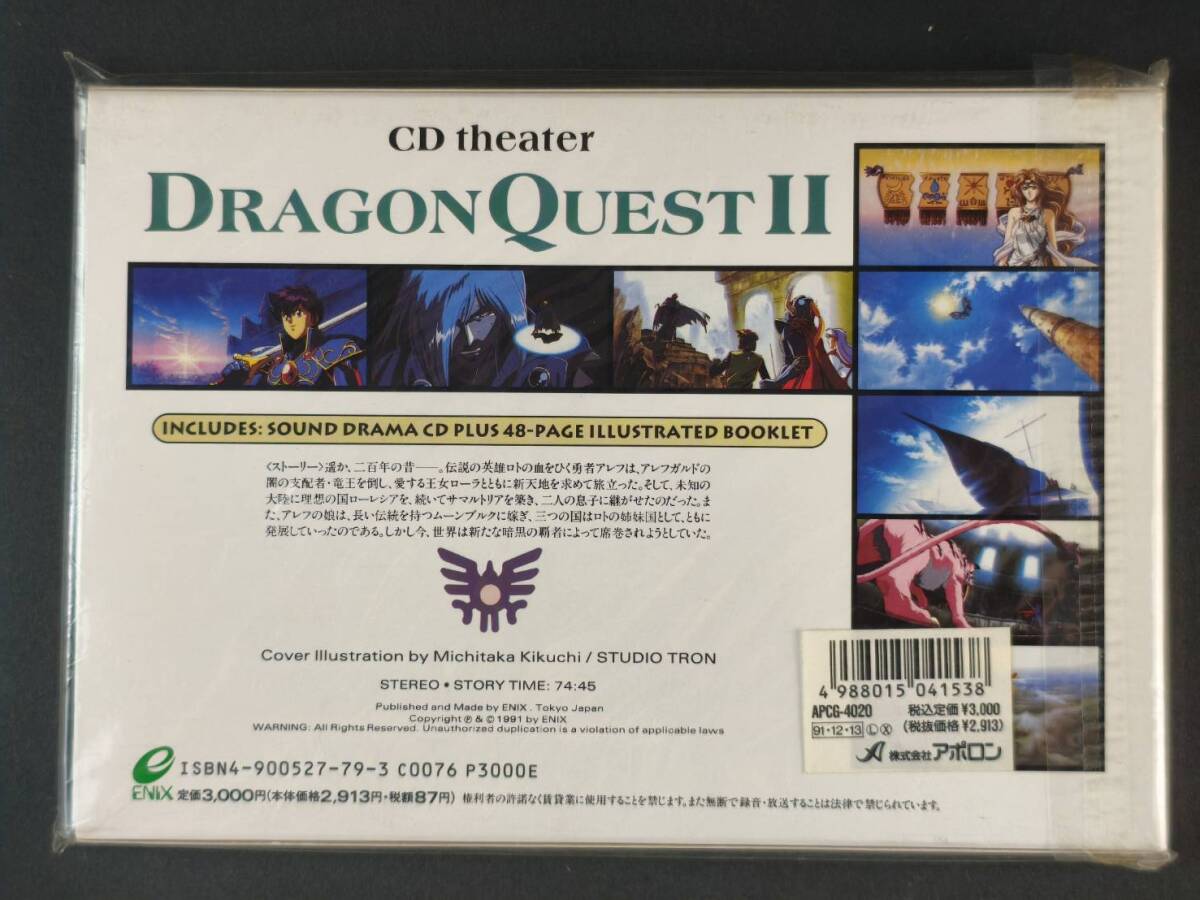 CD theater
DRAGON QUEST II
INCLUDES: SOUND DRAMA CD PLUS 48-PAGE ILLUSTRATED BOOKLET
〈ストーリー〉遥か、二百年の昔――。伝説の英雄ロトの血をひく勇者アレフは、アレフガルドの
闇の支配者・竜王を倒し、愛する王女ローラとともに新天地を求めて旅立った。そして、未知の
大陸に理想の国ローレシアを、続いてサマルトリアを築き、二人の息子に継がせたのだった。ま
た、アレフの娘は、長い伝統を持つムーンブルクに嫁ぎ、三つの国はロトの姉妹国として、ともに
発展していったのである。しかし今、世界は新たな暗黒の覇者によって席巻されようとしていた。
Cover Illustration by Michitaka Kikuchi / STUDIO TRON
STEREO • STORY TIME: 74:45
Published and Made by ENIX . Tokyo Japan
Copyright ℗ & © 1991 by ENIX
WARNING: All Rights Reserved. Unauthorized duplication is a violation of applicable laws
ISBN4-900527-79-3 C0076 P3000E
ENIX 定価3,000円(本体価格2,913円・税額87円) 権利者の許諾なく賃貸業に使用することを禁じます。また無断で録音・放送することは法律で禁じられています。
4 988015 041538
APCG-4020 税込定価¥3,000
91・12・13 Ⓛ Ⓧ (税抜価格¥2,913)
株式会社アポロン